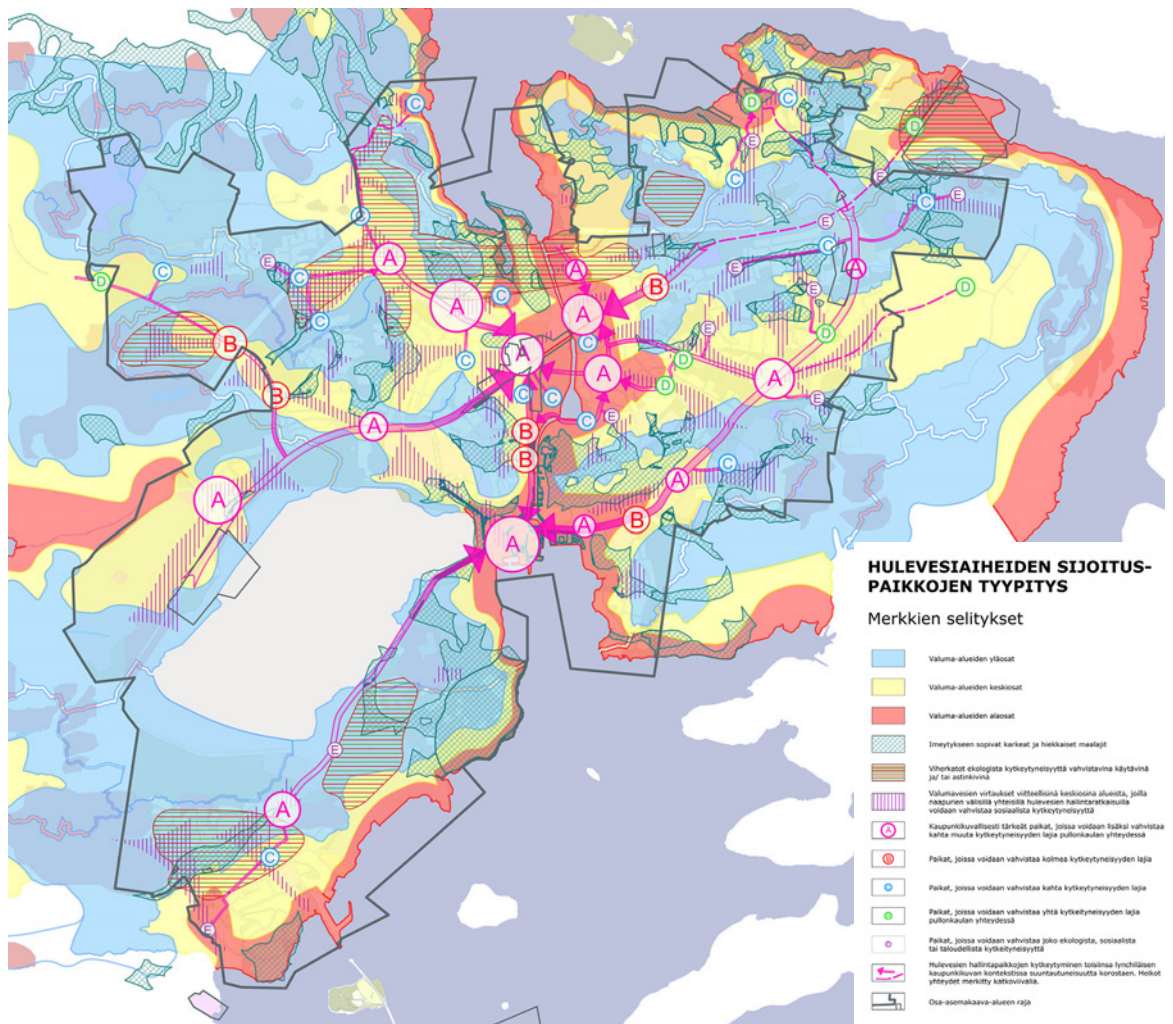 HULEVESIAIHEIDEN SIJOITUS-
PAIKKOJEN TYYPITYS
Merkkien selitykset
Valuma-alueiden yläosat
Valuma-alueiden keskiosat
Valuma-alueiden alaosat
Imeytykseen sopivat karkeat ja hiekkaiset maalajit
Viherkatot ekologista kytkeytyneisyyttä vahvistavina käytävinä
ja/ tai astinkivinä
Valumavesien virtaukset viitteellisinä keskiosina alueista, joilla
naapurien välisillä yhteisillä hulevesien hallintaratkaisuilla
voidaan vahvistaa sosiaalista kytkeytyneisyyttä
A
Kaupunkikuvallisesti tärkeät paikat, joissa voidaan lisäksi vahvistaa
kahta muuta kytkeytyneisyyden lajia pullonkaulan yhteydessä
B
Paikat, joissa voidaan vahvistaa kolmea kytkeytyneisyyden lajia
C
Paikat, joissa voidaan vahvistaa kahta kytkeytyneisyyden lajia
D
Paikat, joissa voidaan vahvistaa yhtä kytkeityneisyyden lajia
pullonkaulan yhteydessä
E
Paikat, joissa voidaan vahvistaa joko ekologista, sosiaalista
tai taloudellista kytkeityneisyyttä
Hulevesien hallintapaikkojen kytkeytyminen toisiinsa lynchiläisen
kaupunkikuvan kontekstissa suuntautuneisuutta korostaen. Heikot
yhteydet merkitty katkoviivalla.
Osa-asemakaava-alueen raja